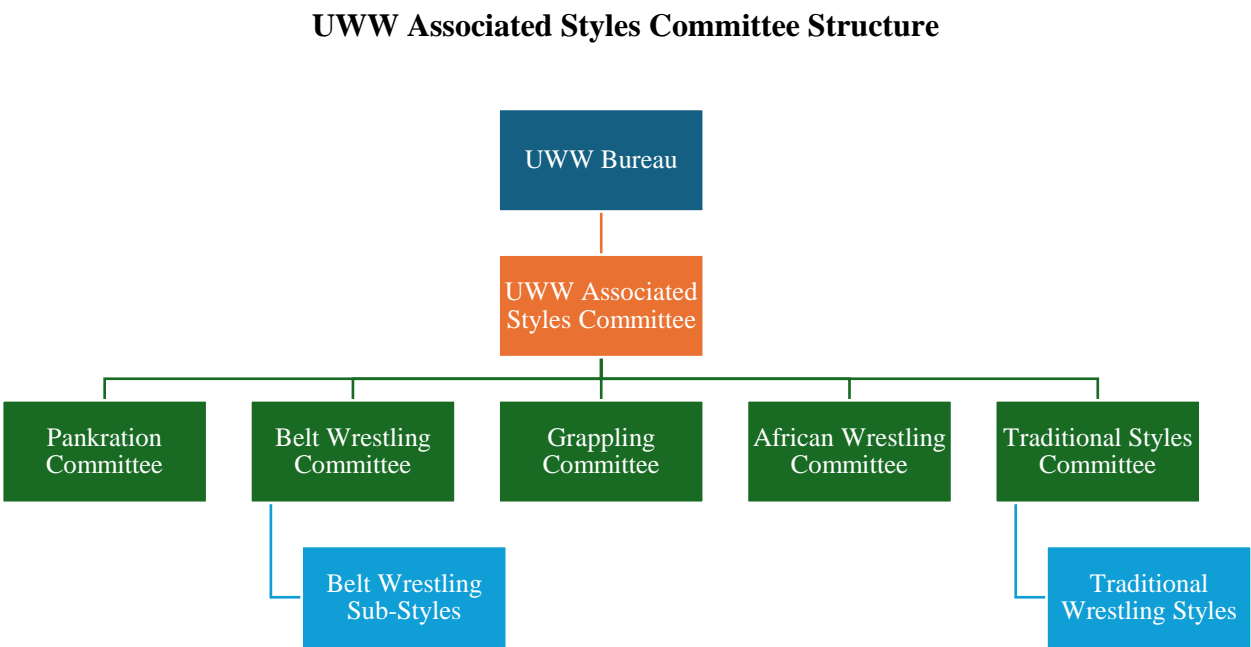 UWW Associated Styles Committee Structure
UWW Bureau
UWW Associated
Styles Committee
Pankration
Committee
Belt Wrestling
Committee
Grappling
Committee
African Wrestling
Committee
Traditional Styles
Committee
Belt Wrestling
Sub-Styles
Traditional
Wrestling Styles